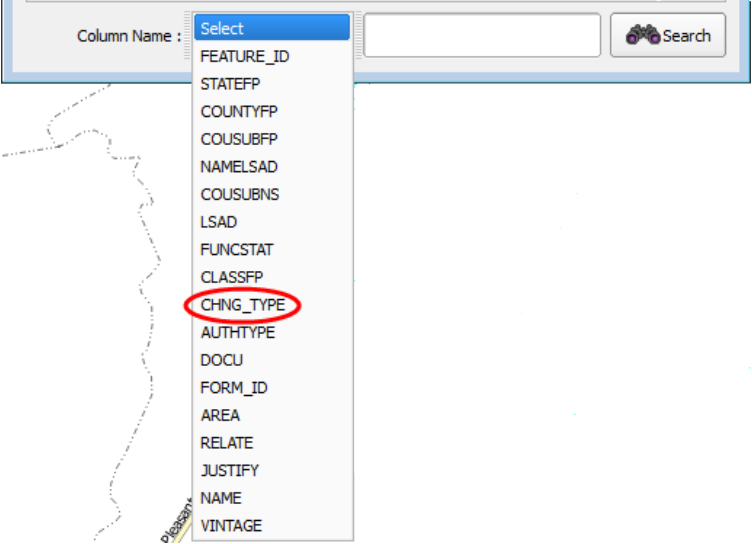 Column Name : Select Search
FEATURE_ID
STATEFP
COUNTYFP
COUSUBFP
NAMELSAD
COUSUBNS
LSAD
FUNCSTAT
CLASSFP
CHNG_TYPE
AUTHTYPE
DOCU
FORM_ID
AREA
RELATE
JUSTIFY
NAME
VINTAGE
Pleasant